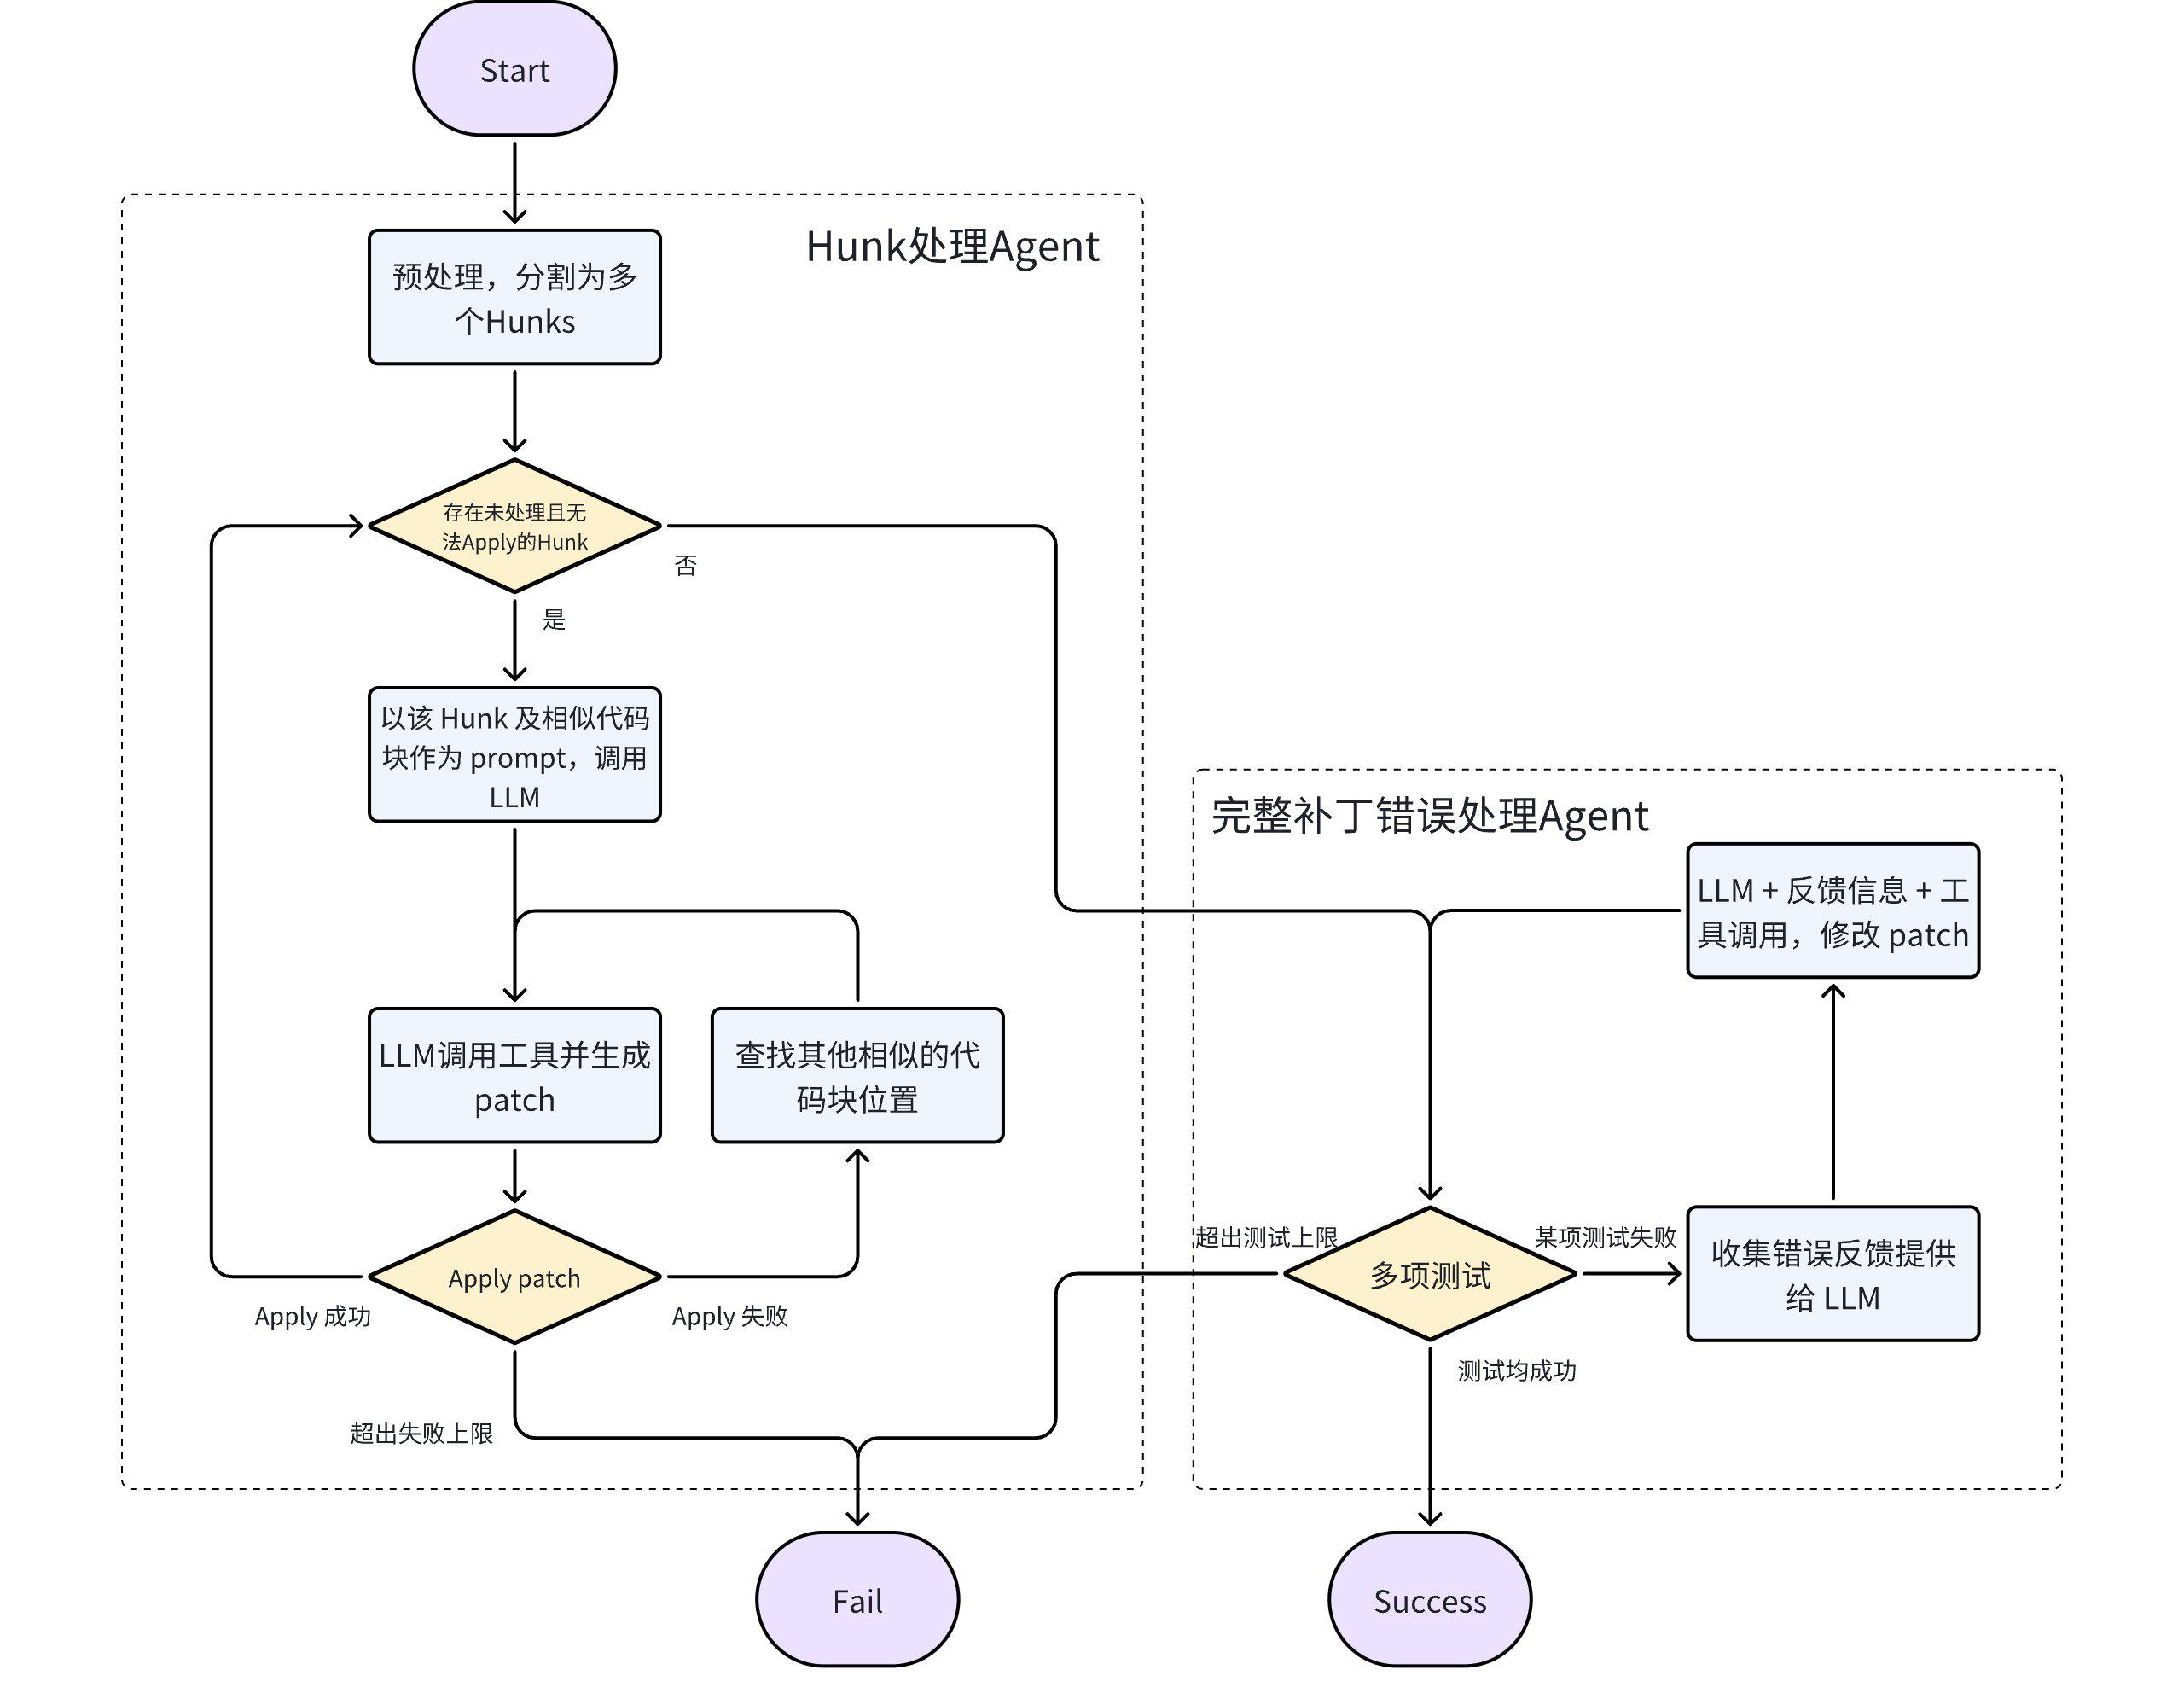 Start
Hunk处理Agent
预处理，分割为多
个Hunks
存在未处理且无
法Apply的Hunk
否
是
以该 Hunk 及相似代码
块作为 prompt，调用
LLM
LLM调用工具并生成
patch
查找其他相似的代
码块位置
Apply patch
Apply 成功
Apply 失败
超出失败上限
完整补丁错误处理Agent
LLM + 反馈信息 + 工
具调用，修改 patch
超出测试上限
某项测试失败
多项测试
收集错误反馈提供
给 LLM
测试均成功
Fail
Success